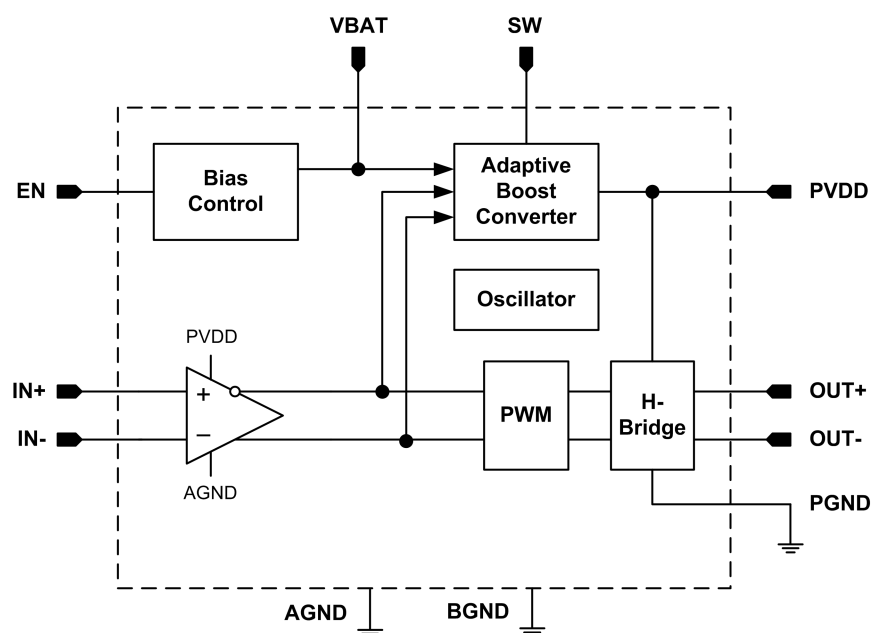 VBAT
SW
EN
Bias
Control
Adaptive
Boost
Converter
PVDD
Oscillator
PVDD
IN+
+
IN-
−
AGND
PWM
H-
Bridge
OUT+
OUT-
PGND
AGND
BGND